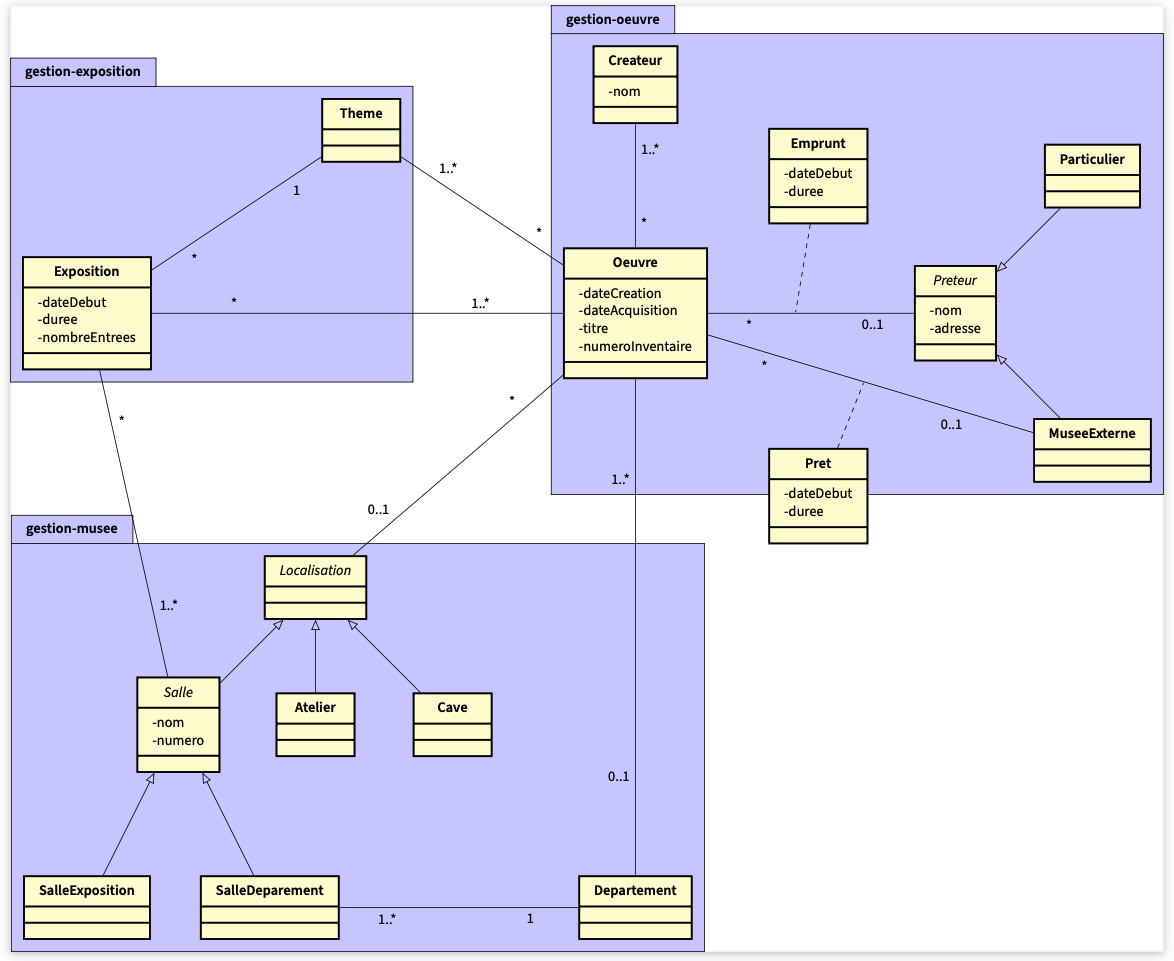 gestion-oeuvre
Createur
-nom
gestion-exposition
Theme
1..*
1..*
1
Emprunt
-dateDebut
-duree
Particulier
*
*
*
Exposition
-dateDebut
-duree
-nombreEntrees
*
1..*
Oeuvre
-dateCreation
-dateAcquisition
-titre
-numeroInventaire
Preteur
-nom
-adresse
*
0..1
*
0..1
MuseeExterne
*
*
Pret
-dateDebut
-duree
1..*
0..1
gestion-musee
Localisation
1..*
Salle
-nom
-numero
Atelier
Cave
0..1
SalleExposition
SalleDeparement
Departement
1..*
1